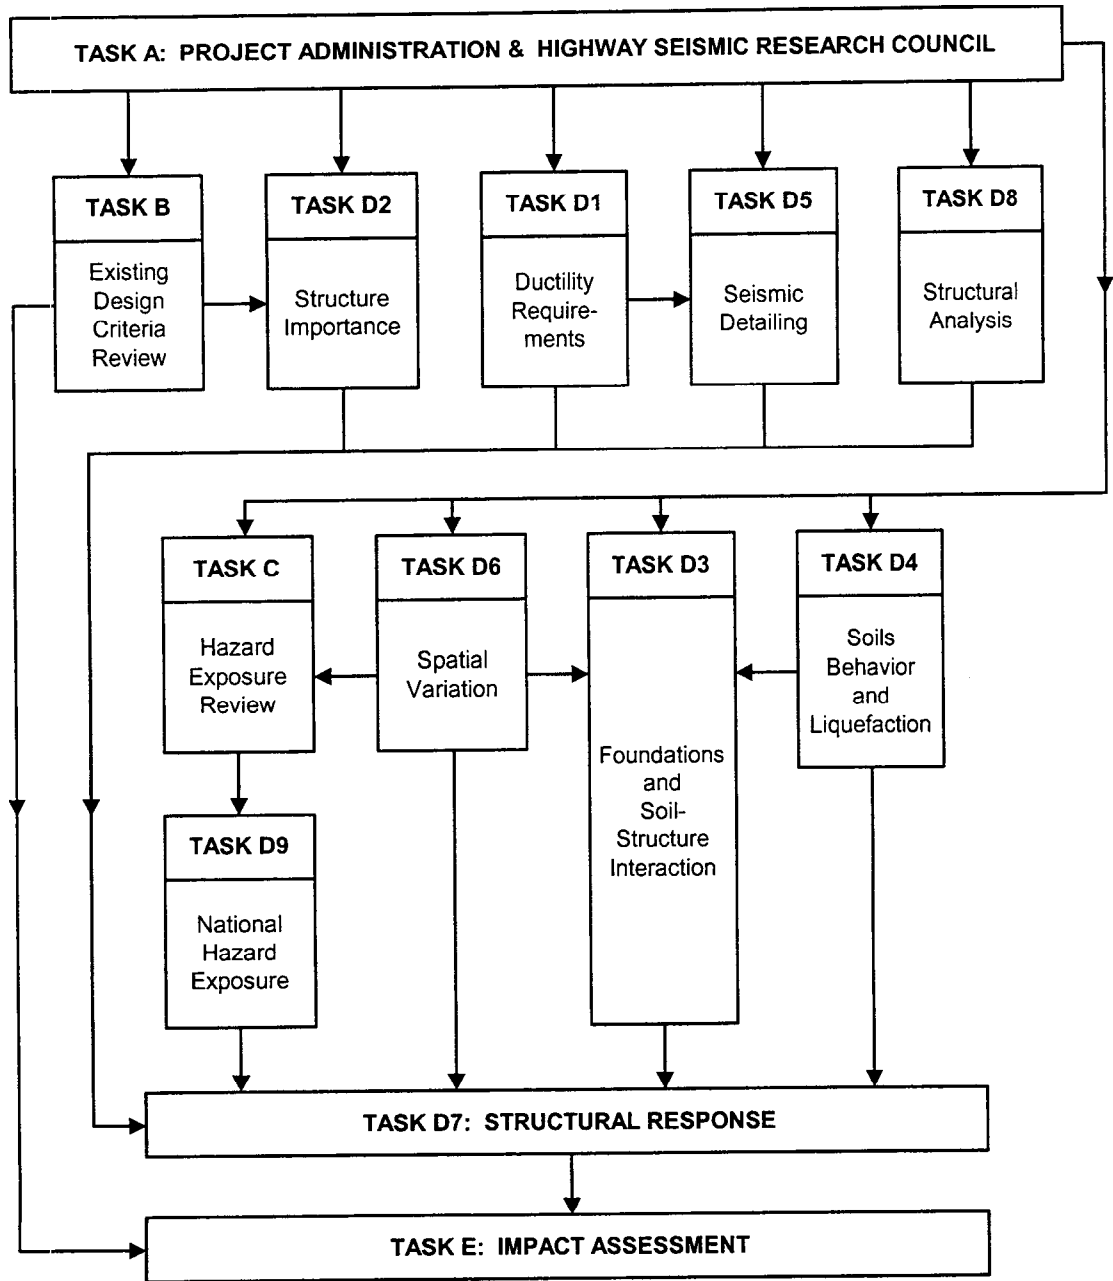 TASK A: PROJECT ADMINISTRATION & HIGHWAY SEISMIC RESEARCH COUNCIL
TASK B
Existing
Design
Criteria
Review
TASK D2
Structure
Importance
TASK D1
Ductility
Require-
ments
TASK D5
Seismic
Detailing
TASK D8
Structural
Analysis
TASK C
Hazard
Exposure
Review
TASK D6
Spatial
Variation
TASK D3
Foundations
and
Soil-
Structure
Interaction
TASK D4
Soils
Behavior
and
Liquefaction
TASK D9
National
Hazard
Exposure
TASK D7: STRUCTURAL RESPONSE
TASK E: IMPACT ASSESSMENT